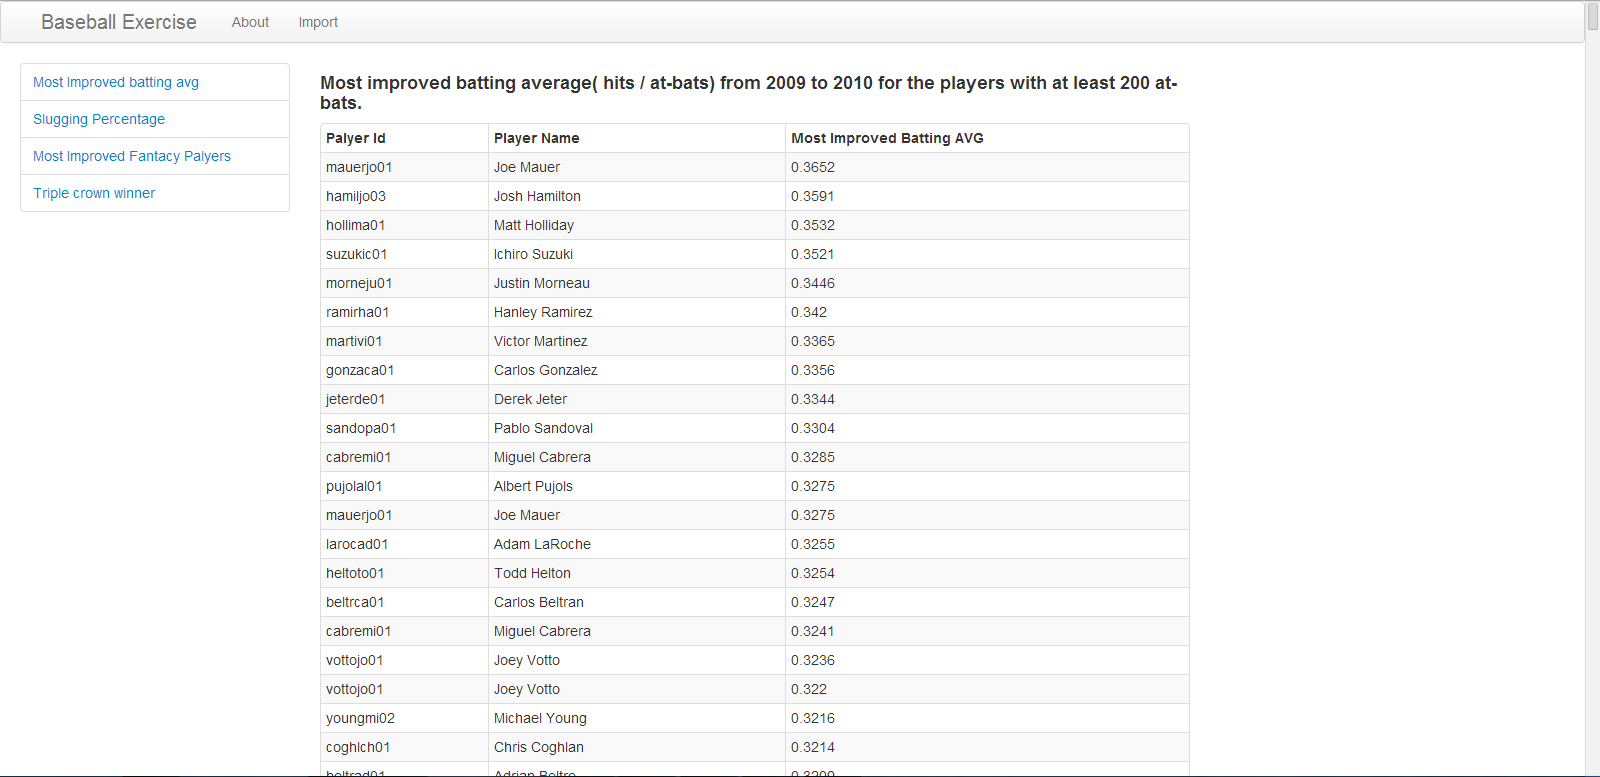 Baseball Exercise About Import
Most Improved batting avg
Slugging Percentage
Most Improved Fantacy Palyers
Triple crown winner
Most improved batting average( hits / at-bats) from 2009 to 2010 for the players with at least 200 at-
bats.
Palyer Id Player Name Most Improved Batting AVG
mauerjo01 Joe Mauer 0.3652
hamiljo03 Josh Hamilton 0.3591
hollima01 Matt Holliday 0.3532
suzukic01 Ichiro Suzuki 0.3521
morneju01 Justin Morneau 0.3446
ramirha01 Hanley Ramirez 0.342
martivi01 Victor Martinez 0.3365
gonzaca01 Carlos Gonzalez 0.3356
jeterde01 Derek Jeter 0.3344
sandopa01 Pablo Sandoval 0.3304
cabremi01 Miguel Cabrera 0.3285
pujolal01 Albert Pujols 0.3275
mauerjo01 Joe Mauer 0.3275
larocad01 Adam LaRoche 0.3255
heltoto01 Todd Helton 0.3254
beltrca01 Carlos Beltran 0.3247
cabremi01 Miguel Cabrera 0.3241
vottojo01 Joey Votto 0.3236
vottojo01 Joey Votto 0.322
youngmi02 Michael Young 0.3216
coghlch01 Chris Coghlan 0.3214
beltrad01 Adrian Beltre 0.3209